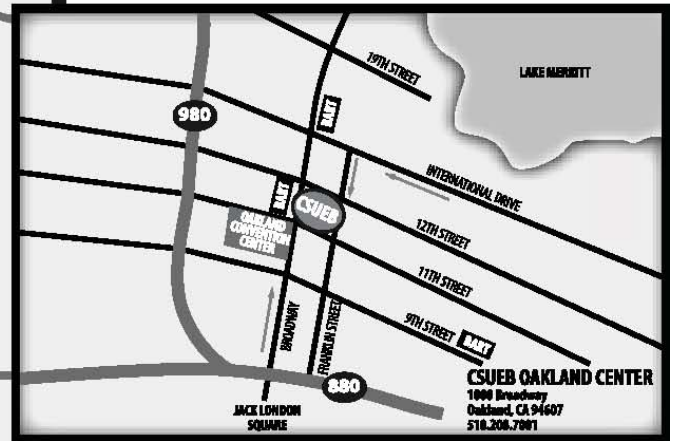 19TH STREET
LAKE MERRITT
980
BART
INTERNATIONAL DRIVE
BART
CSUEB
OAKLAND
CONVENTION
CENTER
12TH STREET
11TH STREET
BROADWAY
FRANKLIN STREET
9TH STREET
BART
880
JACK LONDON
SQUARE
CSUEB OAKLAND CENTER
1000 Broadway
Oakland, CA 94607
510.208.7001